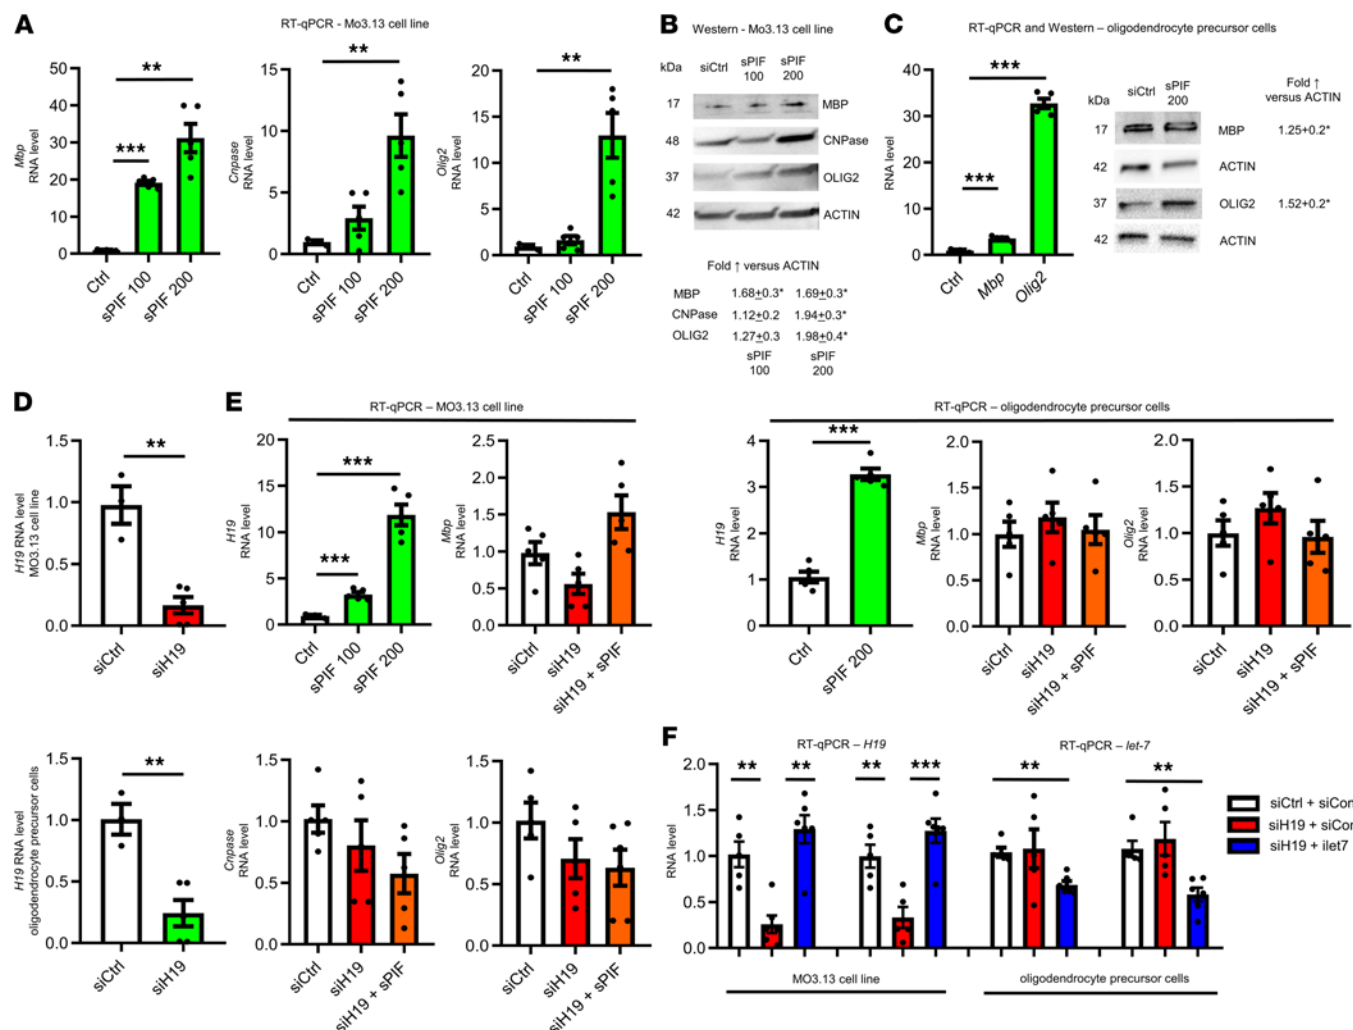 A
RT-qPCR - Mo3.13 cell line
Mbp
RNA level
50
40
30
20
10
0
**
***
Ctrl
sPIF 100
sPIF 200
Cnpase
RNA level
15
10
5
0
**
Ctrl
sPIF 100
sPIF 200
Olig2
RNA level
20
15
10
5
0
**
Ctrl
sPIF 100
sPIF 200
B
Western - Mo3.13 cell line
kDa
siCtrl
sPIF
100
sPIF
200
17
MBP
48
CNPase
37
OLIG2
42
ACTIN
Fold ↑ versus ACTIN
MBP 1.68±0.3* 1.69±0.3*
CNPase 1.12±0.2 1.94±0.3*
OLIG2 1.27±0.3 1.98±0.4*
sPIF
100
sPIF
200
C
RT-qPCR and Western – oligodendrocyte precursor cells
RNA level
40
30
20
10
0
***
***
Ctrl
Mbp
Olig2
kDa
siCtrl
sPIF
200
Fold ↑
versus ACTIN
17
MBP
1.25+0.2*
42
ACTIN
37
OLIG2
1.52+0.2*
42
ACTIN
D
H19 RNA level
MO3.13 cell line
1.5
1.0
0.5
0.0
**
siCtrl
siH19
H19 RNA level
oligodendrocyte precursor cells
1.5
1.0
0.5
0.0
**
siCtrl
siH19
E
RT-qPCR – MO3.13 cell line
H19
RNA level
20
15
10
5
0
***
***
Ctrl
sPIF 100
sPIF 200
Mbp
RNA level
2.5
2.0
1.5
1.0
0.5
0.0
siCtrl
siH19
siH19 + sPIF
Cnpase
RNA level
1.5
1.0
0.5
0.0
siCtrl
siH19
siH19 + sPIF
Olig2
RNA level
1.5
1.0
0.5
0.0
siCtrl
siH19
siH19 + sPIF
RT-qPCR – oligodendrocyte precursor cells
H19
RNA level
4
3
2
1
0
***
Ctrl
sPIF 200
Mbp
RNA level
2.0
1.5
1.0
0.5
0.0
siCtrl
siH19
siH19 + sPIF
Olig2
RNA level
2.0
1.5
1.0
0.5
0.0
siCtrl
siH19
siH19 + sPIF
F
RT-qPCR – H19
RT-qPCR – let-7
RNA level
2.0
1.5
1.0
0.5
0.0
**
**
**
***
**
**
MO3.13 cell line
oligodendrocyte precursor cells
siCtrl + siCon
siH19 + siCon
siH19 + ilet7